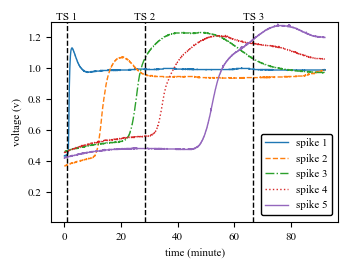 TS 1 TS 2 TS 3
1.2
1.0
0.8
0.6
0.4
0.2
voltage (v)
spike 1
spike 2
spike 3
spike 4
spike 5
0 20 40 60 80
time (minute)